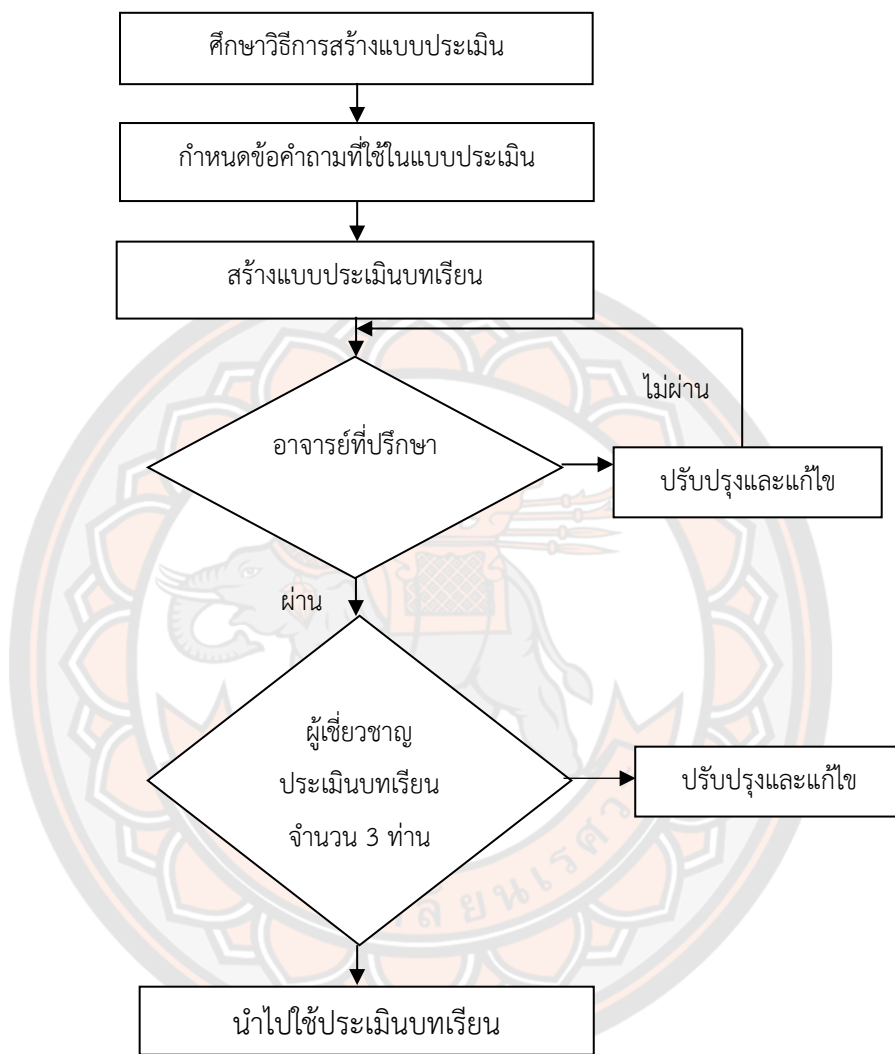 ศึกษาวิธีการสร้างแบบประเมิน
กำหนดข้อคำถามที่ใช้ในแบบประเมิน
สร้างแบบประเมินบทเรียน
ไม่ผ่าน
อาจารย์ที่ปรึกษา
ปรับปรุงและแก้ไข
ผ่าน
ผู้เชี่ยวชาญ
ประเมินบทเรียน
จำนวน 3 ท่าน
ปรับปรุงและแก้ไข
นำไปใช้ประเมินบทเรียน